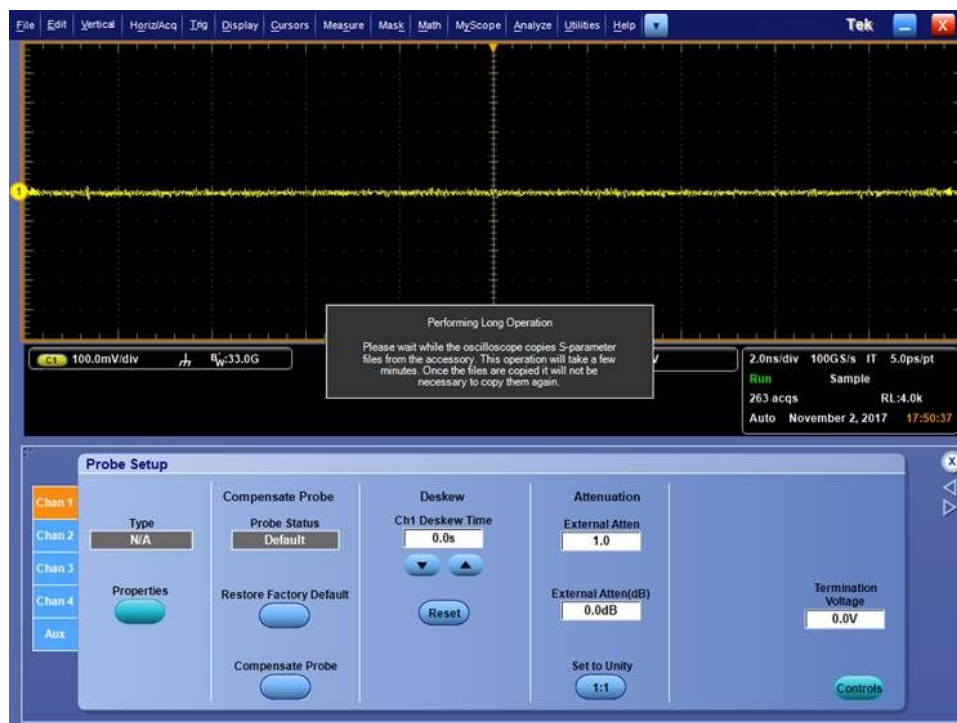 File Edit Vertical Horiz/Acq Trig Display Cursors Measure Mask Math MyScope Analyze Utilities Help Tek X
1
Performing Long Operation
Please wait while the oscilloscope copies S-parameter
files from the accessory. This operation will take a few
minutes. Once the files are copied it will not be
necessary to copy them again.
C1 100.0mV/div BW:33.0G
V
2.0ns/div 100GS/s IT 5.0ps/pt
Run Sample
263 acqs RL:4.0k
Auto November 2, 2017 17:50:37
Probe Setup
X
Chan 1
Chan 2
Chan 3
Chan 4
Aux
Type
N/A
Properties
Compensate Probe
Probe Status
Default
Restore Factory Default
Compensate Probe
Deskew
Ch1 Deskew Time
0.0s
Reset
Attenuation
External Atten
1.0
External Atten(dB)
0.0dB
Set to Unity
1:1
Termination
Voltage
0.0V
Controls